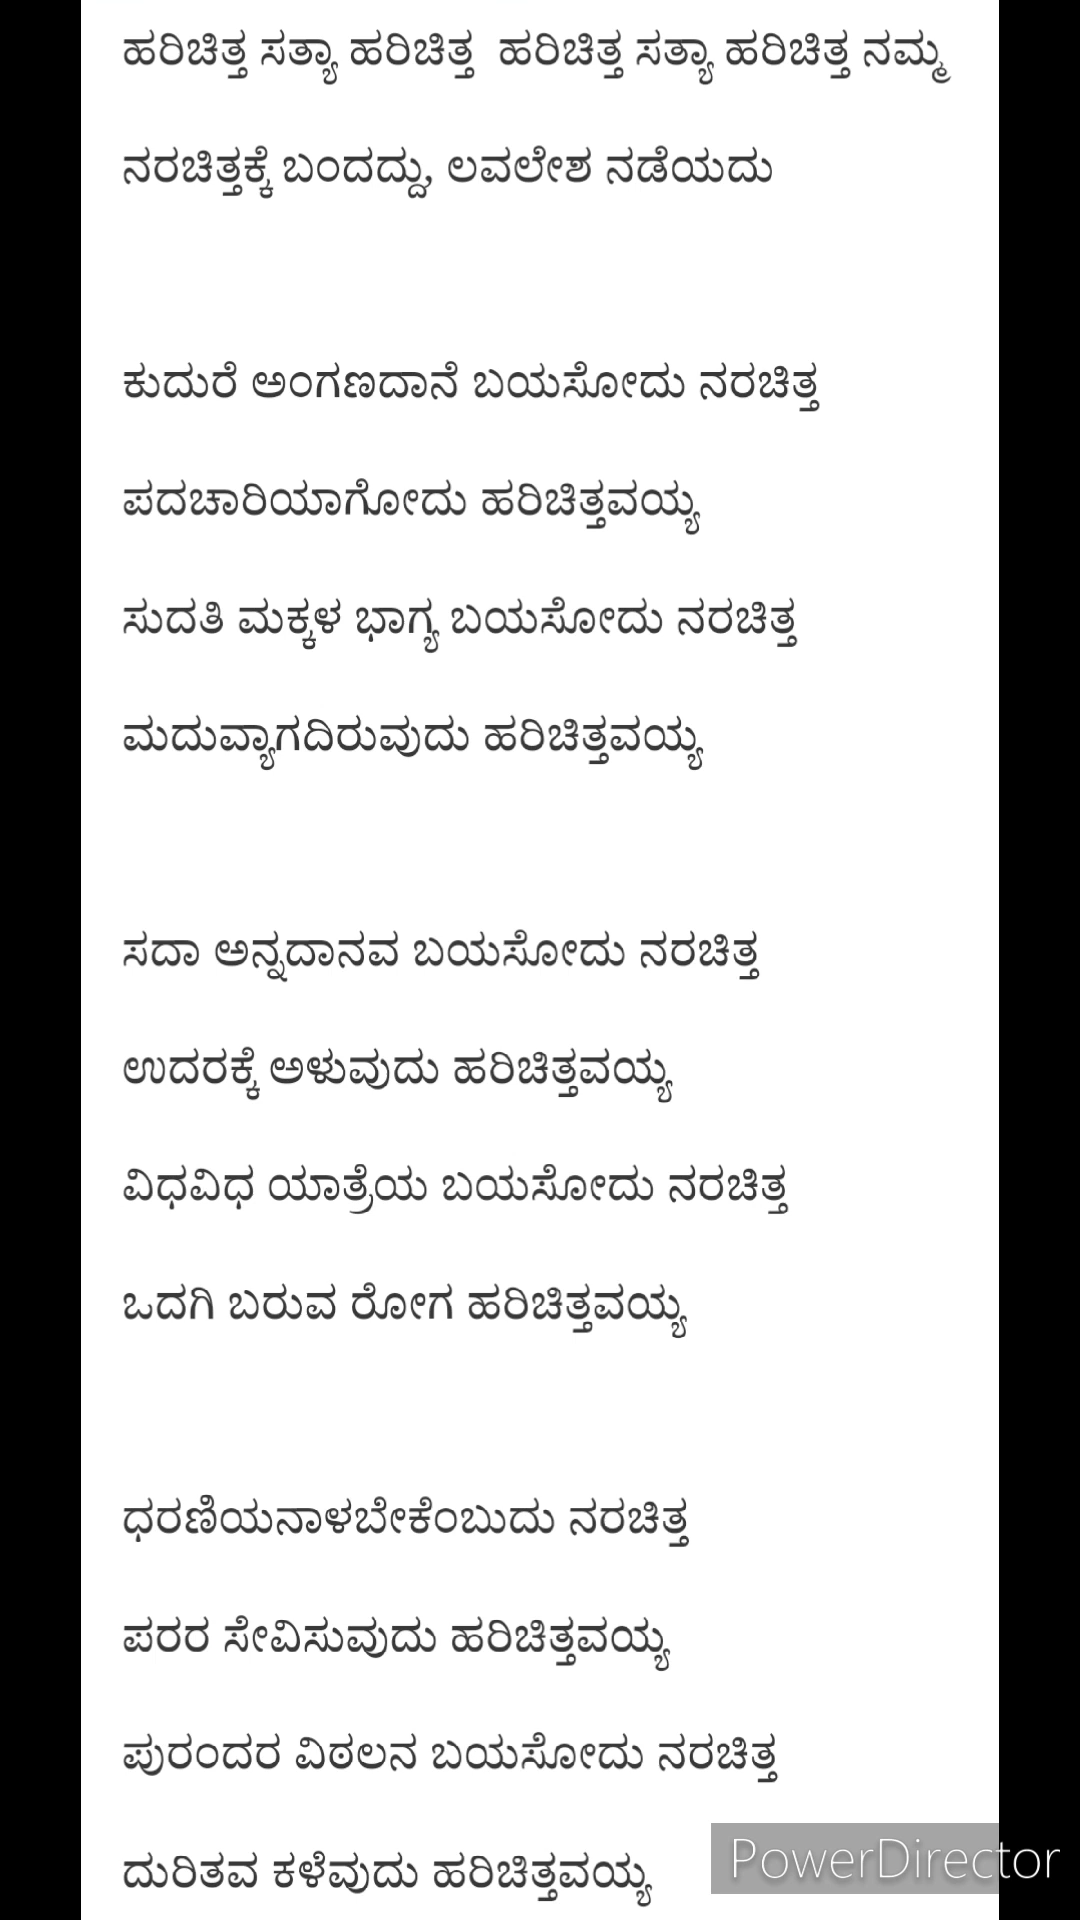 ಹರಿಚಿತ್ತ ಸತ್ಯಾ ಹರಿಚಿತ್ತ  ಹರಿಚಿತ್ತ ಸತ್ಯಾ ಹರಿಚಿತ್ತ ನಮ್ಮ
ನರಚಿತ್ತಕ್ಕೆ ಬಂದದ್ದು, ಲವಲೇಶ ನಡೆಯದು
ಕುದುರೆ ಅಂಗಣದಾನೆ ಬಯಸೋದು ನರಚಿತ್ತ
ಪದಚಾರಿಯಾಗೋದು ಹರಿಚಿತ್ತವಯ್ಯ
ಸುದತಿ ಮಕ್ಕಳ ಭಾಗ್ಯ ಬಯಸೋದು ನರಚಿತ್ತ
ಮದುವ್ಯಾಗದಿರುವುದು ಹರಿಚಿತ್ತವಯ್ಯ
ಸದಾ ಅನ್ನದಾನವ ಬಯಸೋದು ನರಚಿತ್ತ
ಉದರಕ್ಕೆ ಅಳುವುದು ಹರಿಚಿತ್ತವಯ್ಯ
ವಿಧವಿಧ ಯಾತ್ರೆಯ ಬಯಸೋದು ನರಚಿತ್ತ
ಒದಗಿ ಬರುವ ರೋಗ ಹರಿಚಿತ್ತವಯ್ಯ
ಧರಣಿಯನಾಳಬೇಕೆಂಬುದು ನರಚಿತ್ತ
ಪರರ ಸೇವಿಸುವುದು ಹರಿಚಿತ್ತವಯ್ಯ
ಪುರಂದರ ವಿಠಲನ ಬಯಸೋದು ನರಚಿತ್ತ
ದುರಿತವ ಕಳೆವುದು ಹರಿಚಿತ್ತವಯ್ಯ
PowerDirector